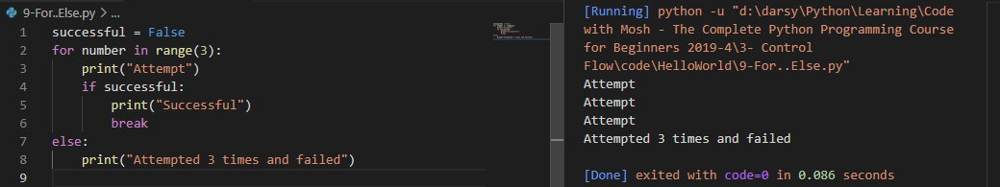 9-For..Else.py > ...
1 successful = False
2 for number in range(3):
3     print("Attempt")
4     if successful:
5         print("Successful")
6         break
7 else:
8     print("Attempted 3 times and failed")
9
[Running] python -u "d:\darsy\Python\Learning\Code
with Mosh - The Complete Python Programming Course
for Beginners 2019-4\3- Control
Flow\code\HelloWorld\9-For..Else.py"
Attempt
Attempt
Attempt
Attempted 3 times and failed
[Done] exited with code=0 in 0.086 seconds